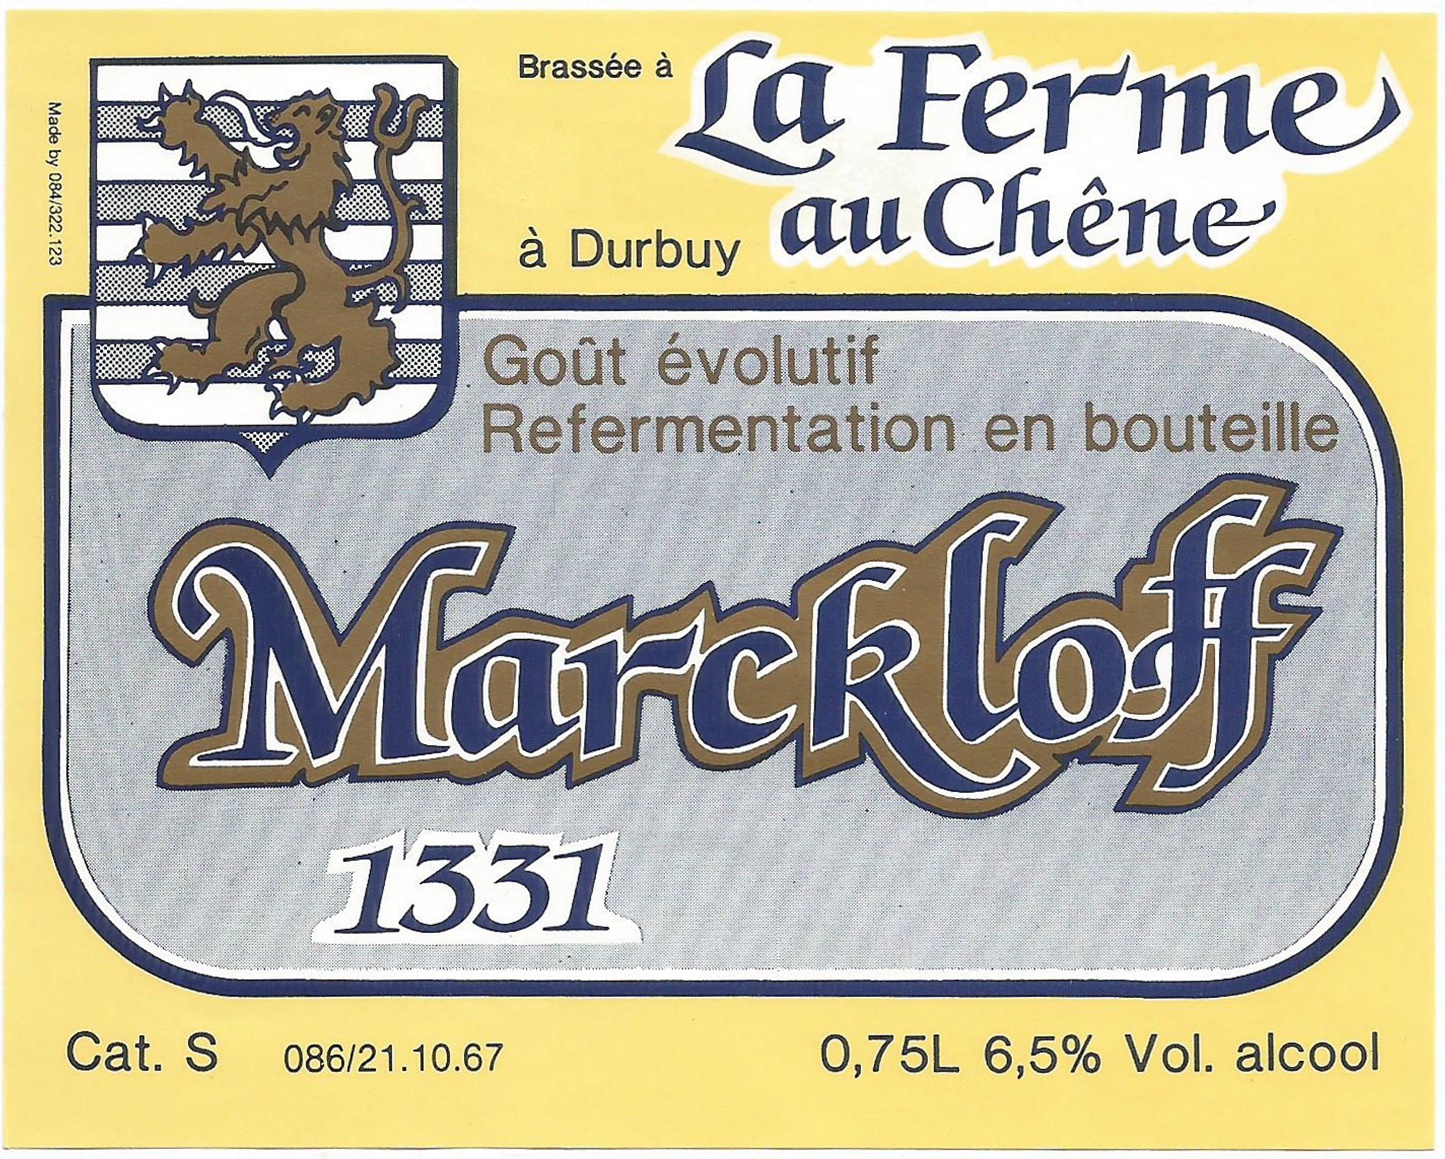 Brassée à La Ferme
au Chêne
à Durbuy
Made by 084/322.123
Goût évolutif
Refermentation en bouteille
Marckloff
1331
Cat. S 086/21.10.67 0,75L 6,5% Vol. alcool